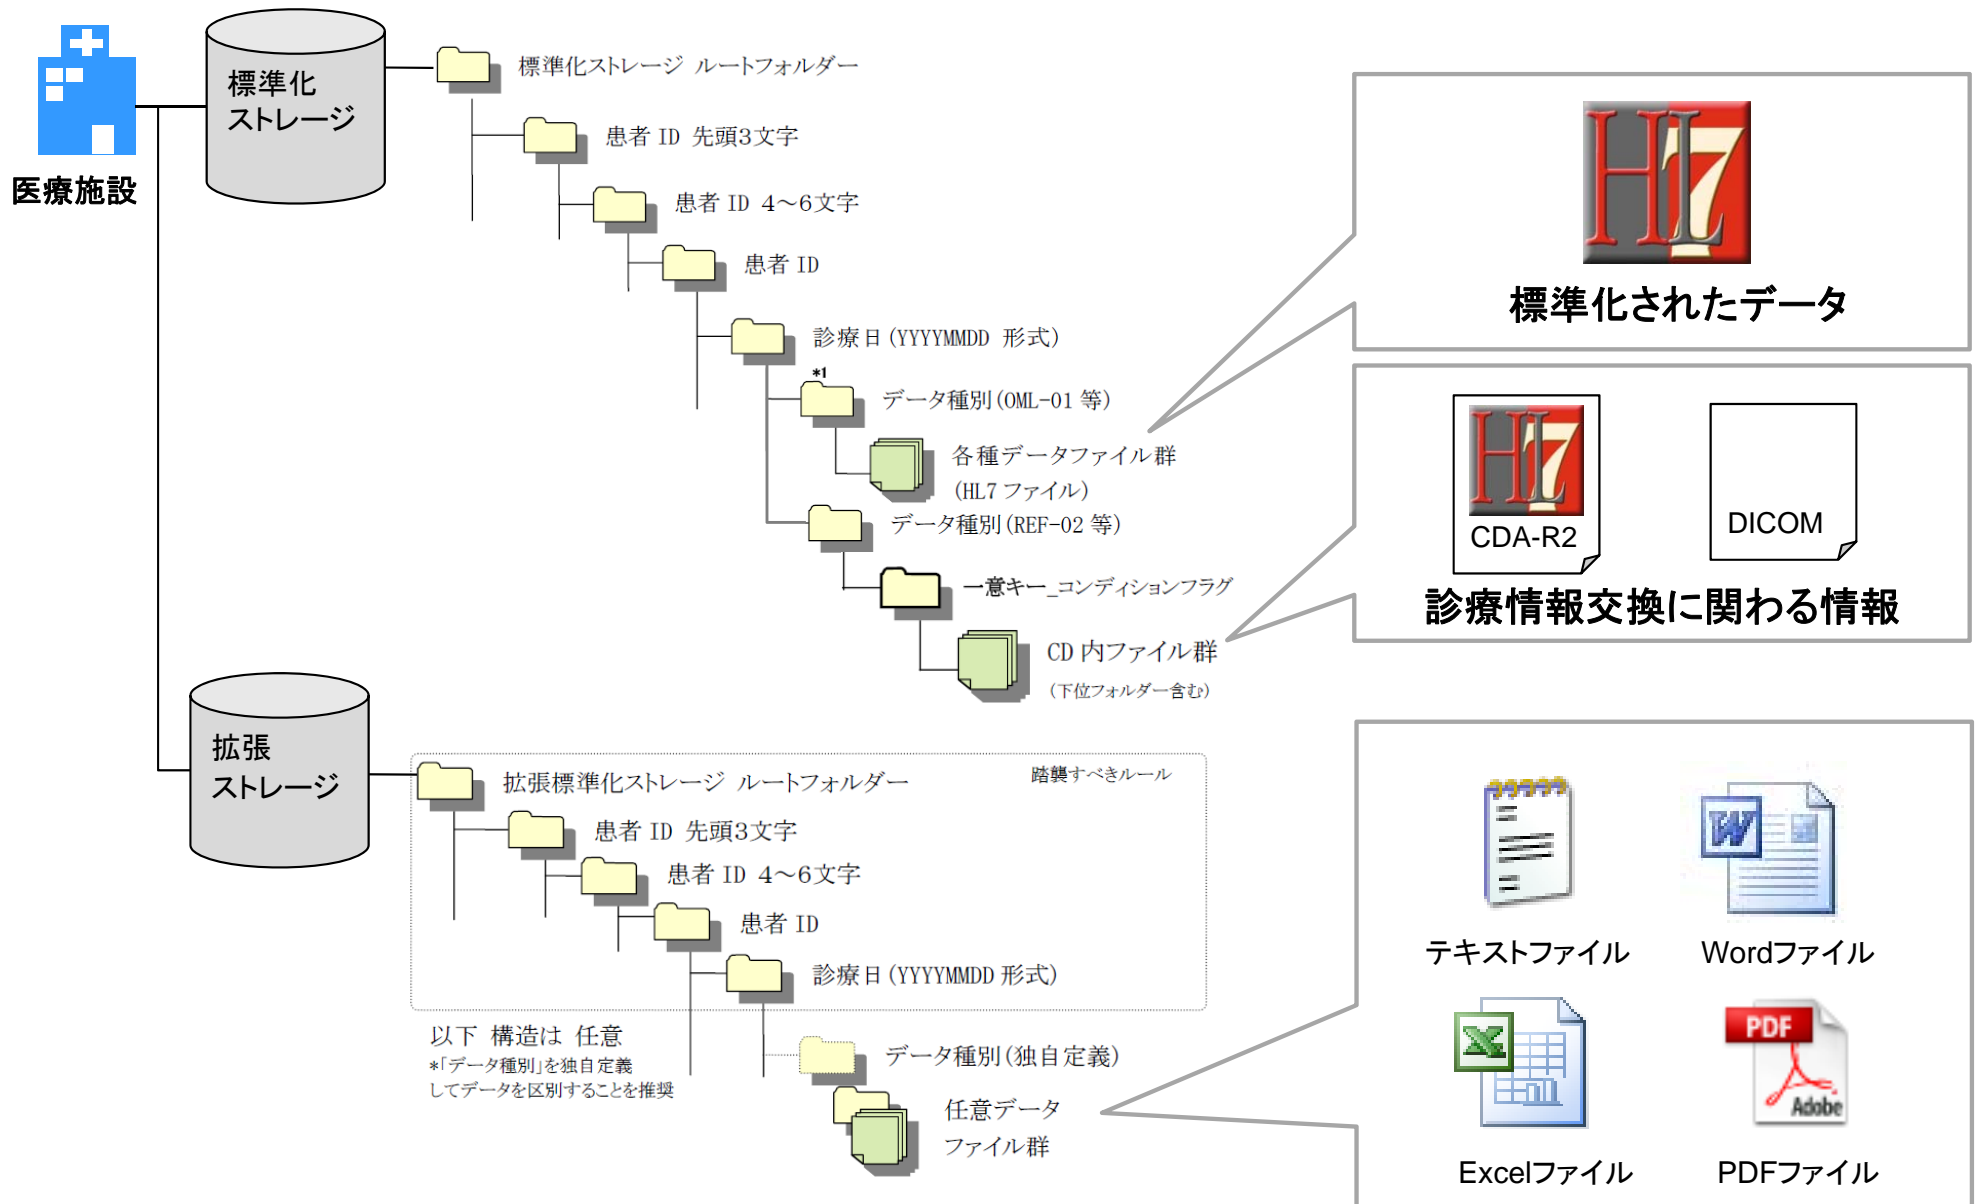 医療施設
標準化
ストレージ
標準化ストレージ ルートフォルダー
患者 ID 先頭3文字
患者 ID 4～6文字
患者 ID
診療日(YYYYMMDD 形式)
*1
データ種別(OML-01 等)
各種データファイル群
(HL7 ファイル)
データ種別(REF-02 等)
一意キー_コンディションフラグ
CD 内ファイル群
(下位フォルダー含む)
HL7
標準化されたデータ
HL7
CDA-R2
DICOM
診療情報交換に関わる情報
拡張
ストレージ
拡張標準化ストレージ ルートフォルダー
踏襲すべきルール
患者 ID 先頭3文字
患者 ID 4～6文字
患者 ID
診療日(YYYYMMDD 形式)
以下 構造は 任意
*「データ種別」を独自定義
してデータを区別することを推奨
データ種別(独自定義)
任意データ
ファイル群
テキストファイル
W
Wordファイル
X
Excelファイル
PDF
Adobe
PDFファイル